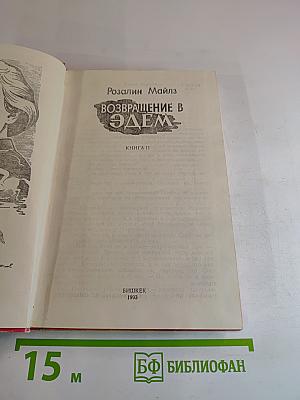 Розалин Майлз
ВОЗВРАЩЕНИЕ В
ЭДЕМ
КНИГА II
БИШКЕК
1993
15 м
БФ БИБЛИОФАН